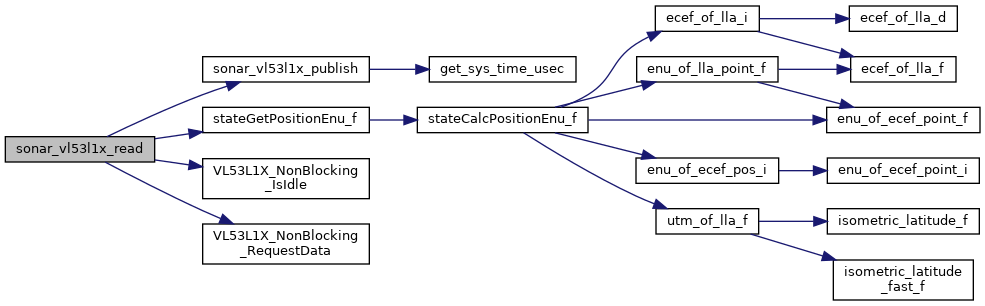 sonar_vl53l1x_read
sonar_vl53l1x_publish
stateGetPositionEnu_f
VL53L1X_NonBlocking
_IsIdle
VL53L1X_NonBlocking
_RequestData
get_sys_time_usec
stateCalcPositionEnu_f
ecef_of_lla_i
enu_of_lla_point_f
enu_of_ecef_pos_i
utm_of_lla_f
ecef_of_lla_d
ecef_of_lla_f
enu_of_ecef_point_f
enu_of_ecef_point_i
isometric_latitude_f
isometric_latitude
_fast_f